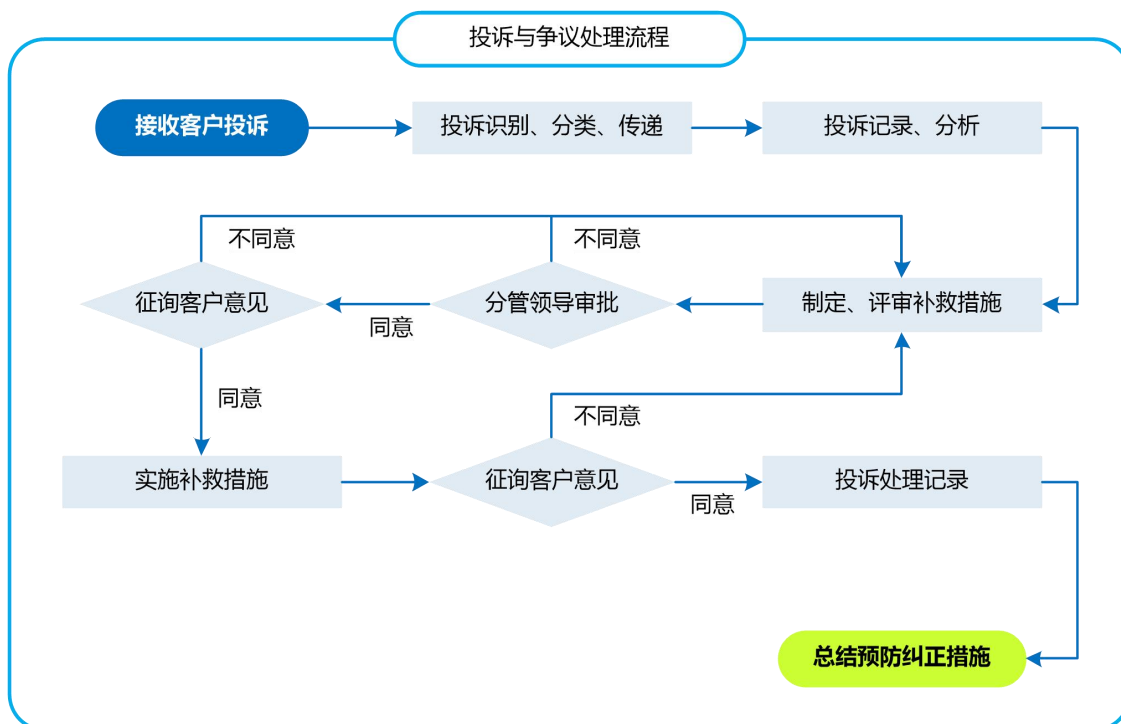 投诉与争议处理流程
接收客户投诉
投诉识别、分类、传递
投诉记录、分析
不同意
不同意
征询客户意见
分管领导审批
制定、评审补救措施
同意
同意
不同意
实施补救措施
征询客户意见
投诉处理记录
同意
总结预防纠正措施